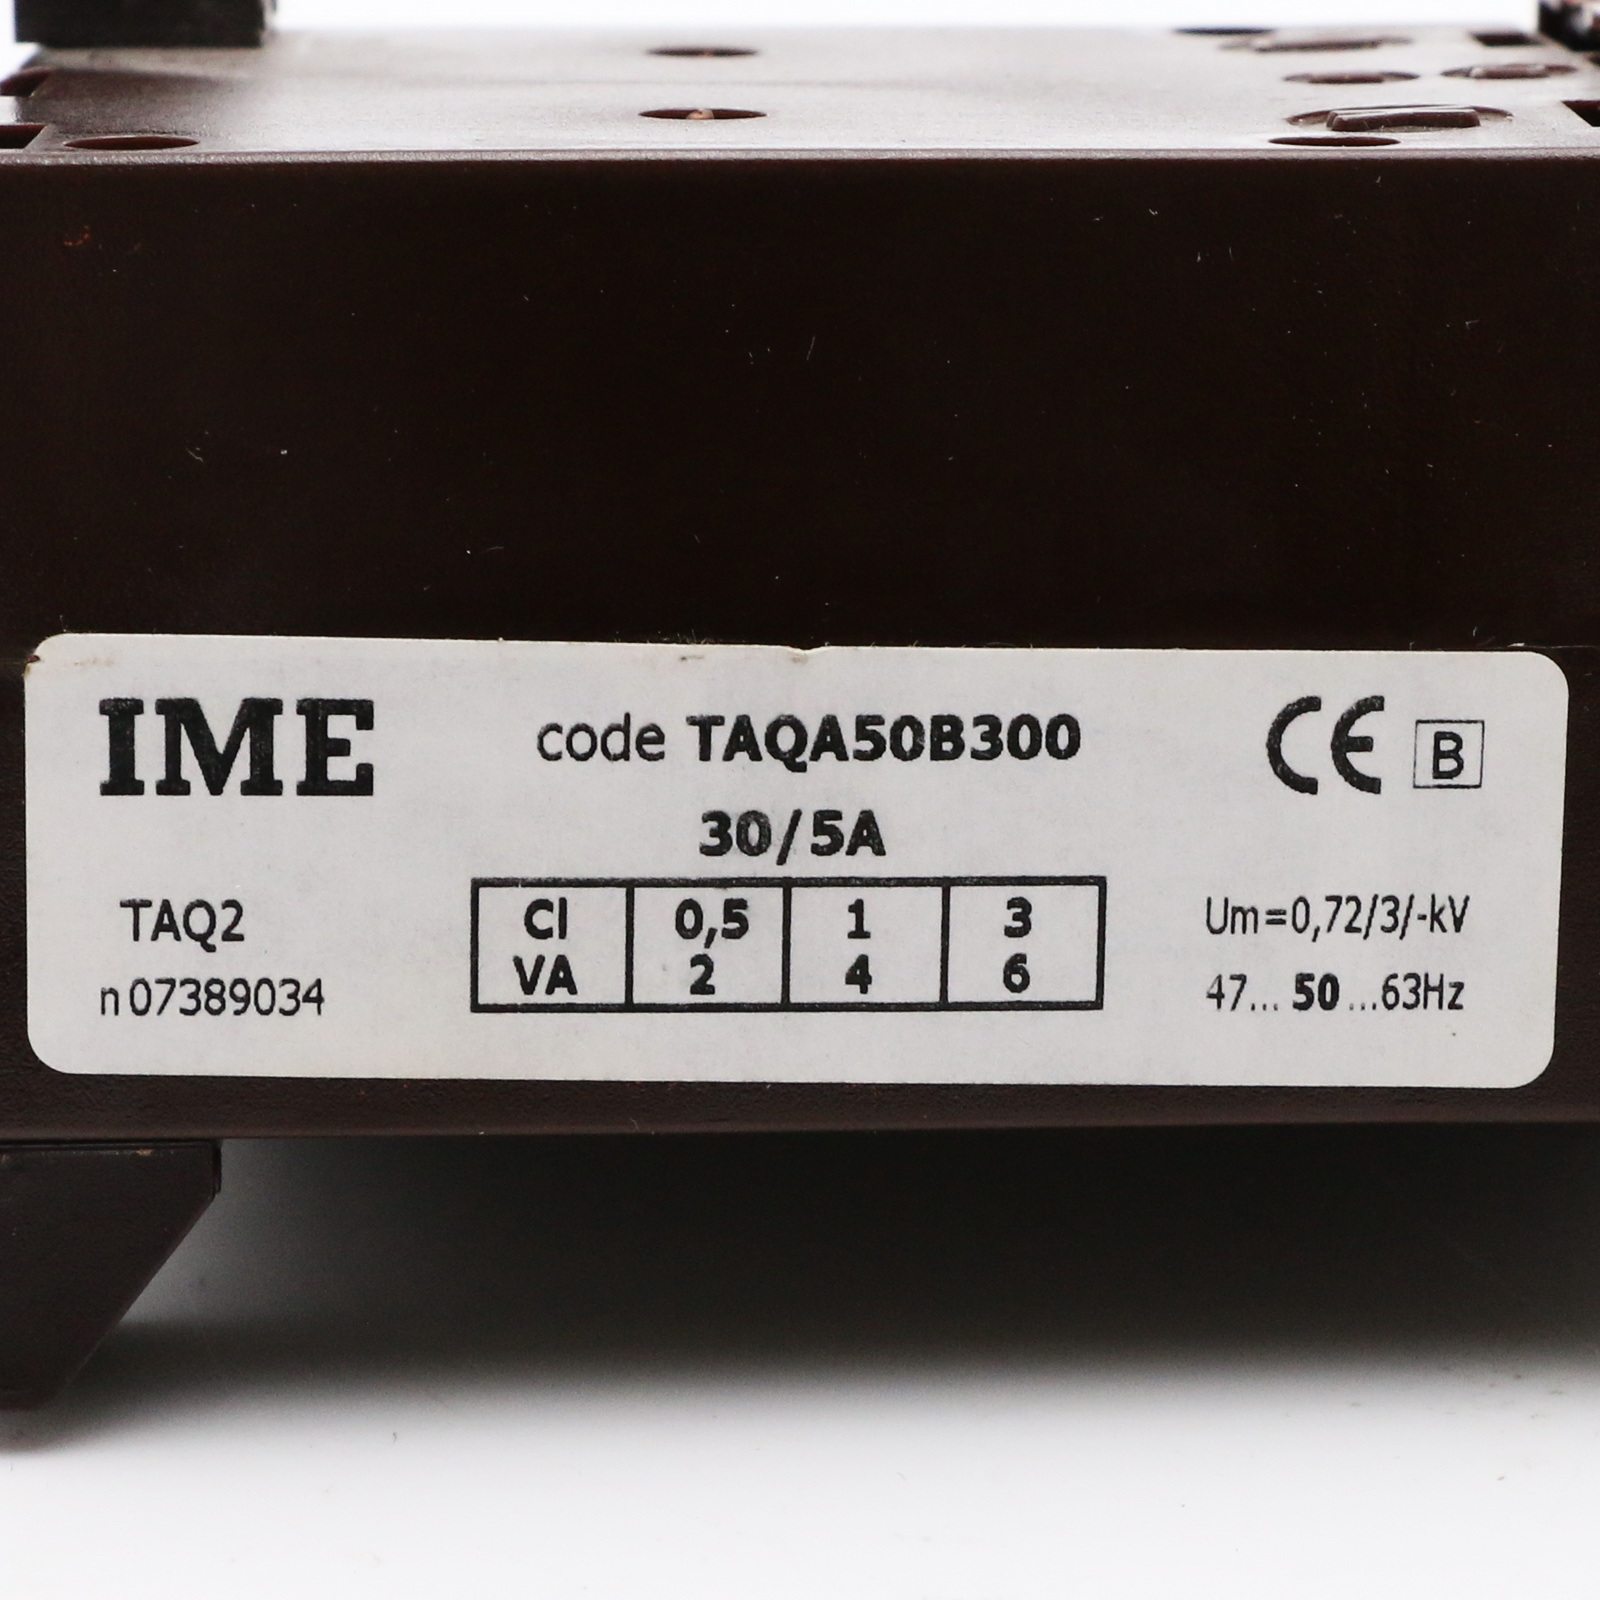 IME
code TAQA50B300
CE B
30/5A
TAQ2
n 07389034
Cl 0,5 1 3
VA 2 4 6
Um=0,72/3/-kV
47... 50 ...63Hz